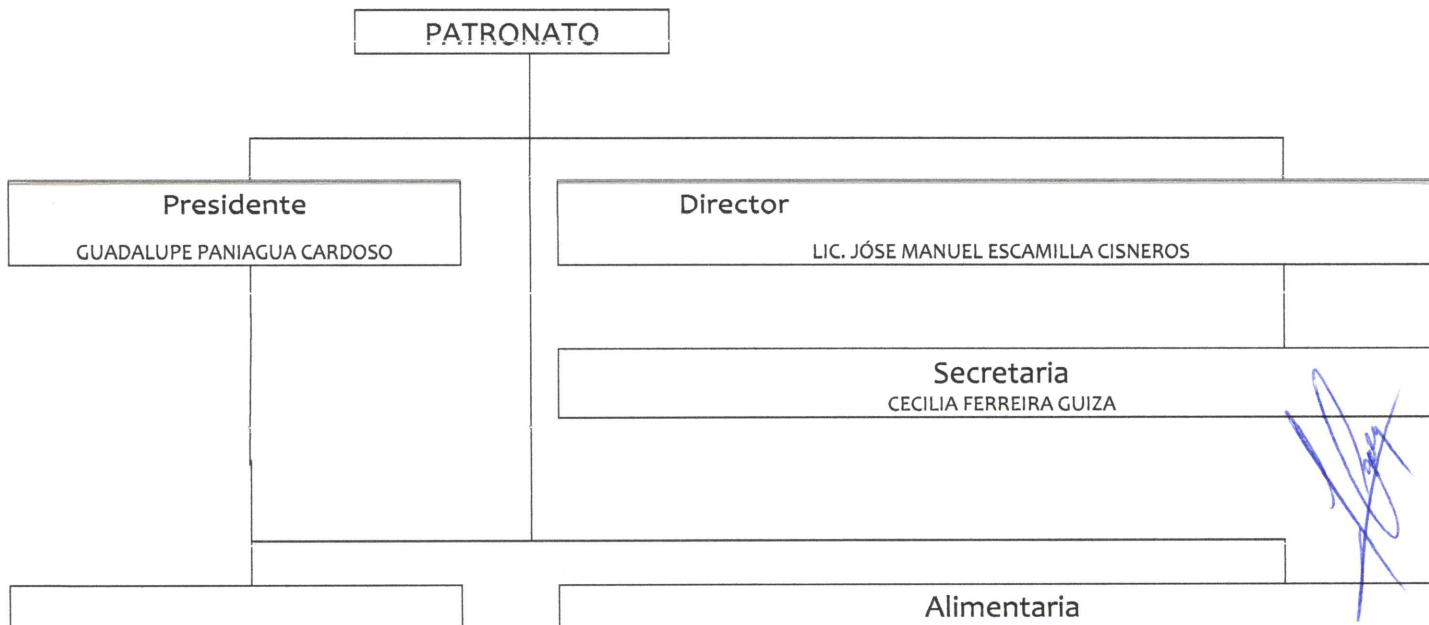 PATRONATO
Presidente
GUADALUPE PANIAGUA CARDOSO
Director
LIC. JÓSE MANUEL ESCAMILLA CISNEROS
Secretaria
CECILIA FERREIRA GUIZA
Alimentaria